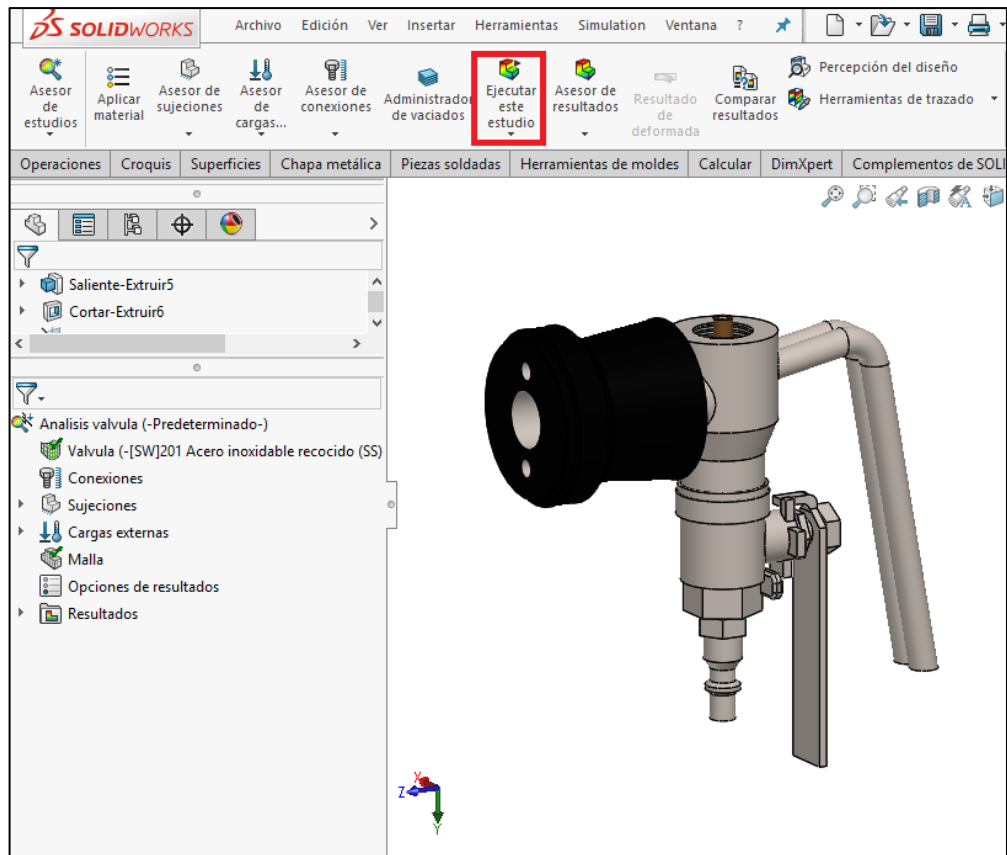 SOLIDWORKS
Archivo Edición Ver Insertar Herramientas Simulation Ventana ?
Asesor de estudios
Aplicar material
Asesor de sujeciones
Asesor de cargas...
Asesor de conexiones
Administrador de vaciados
Ejecutar este estudio
Asesor de resultados
Resultado de deformada
Comparar resultados
Percepción del diseño
Herramientas de trazado
Operaciones Croquis Superficies Chapa metálica Piezas soldadas Herramientas de moldes Calcular DimXpert Complementos de SOLI
Saliente-Extruir5
Cortar-Extruir6
Analisis valvula (-Predeterminado-)
Valvula (-[SW]201 Acero inoxidable recocido (SS)
Conexiones
Sujeciones
Cargas externas
Malla
Opciones de resultados
Resultados
X
Z
Y